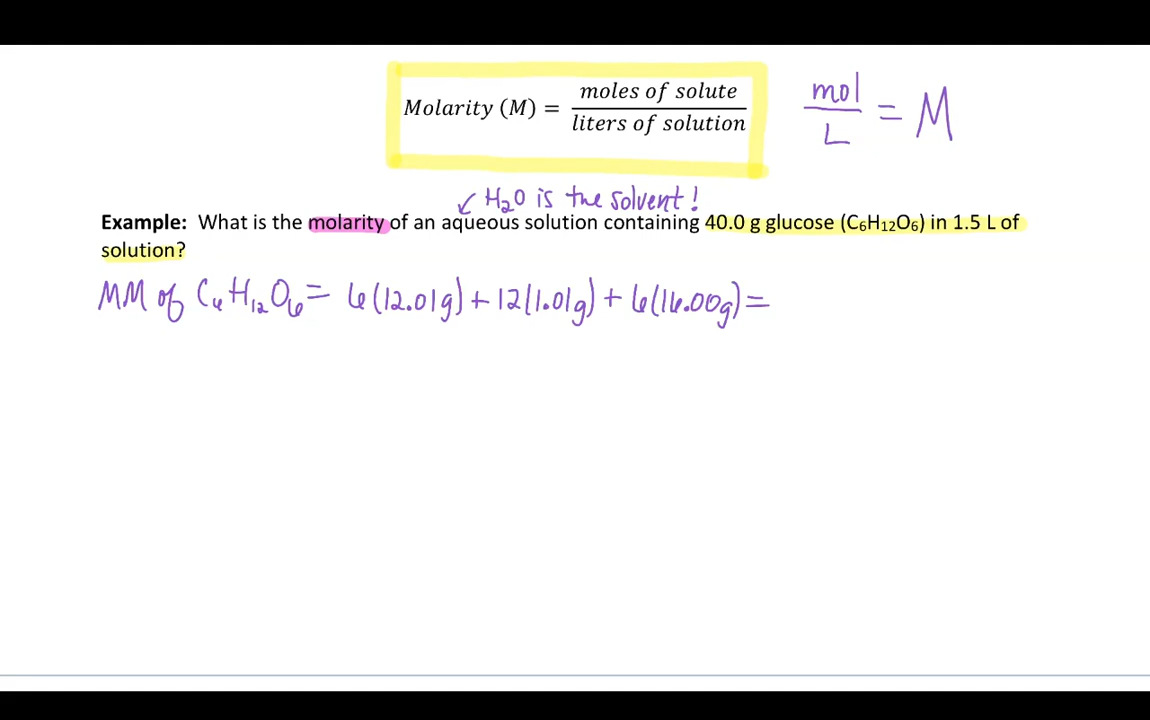 Molarity (M) = moles of solute / liters of solution
mol / L = M
↙ H₂O is the solvent!
Example: What is the molarity of an aqueous solution containing 40.0 g glucose (C₆H₁₂O₆) in 1.5 L of
solution?
MM of C₆H₁₂O₆ = 6(12.01g) + 12(1.01g) + 6(16.00g) =